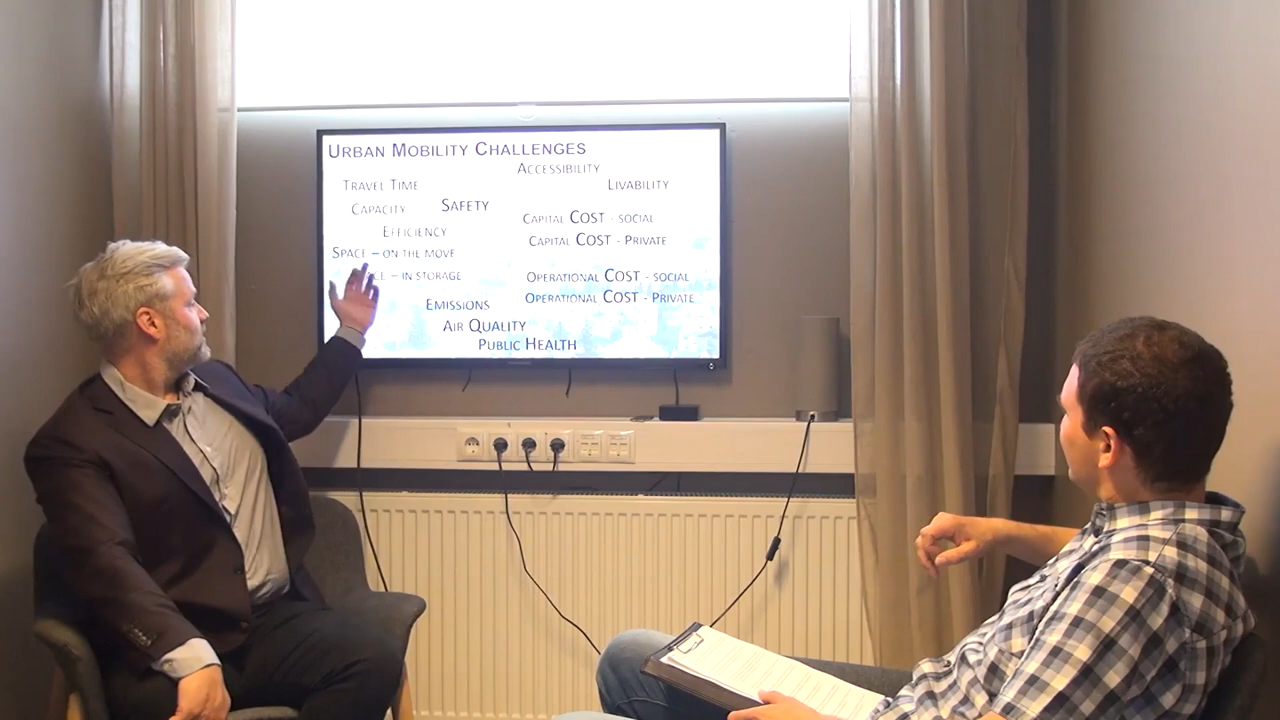 URBAN MOBILITY CHALLENGES
ACCESSIBILITY
TRAVEL TIME
LIVABILITY
CAPACITY
SAFETY
CAPITAL COST - SOCIAL
EFFICIENCY
CAPITAL COST - PRIVATE
SPACE – ON THE MOVE
– IN STORAGE
OPERATIONAL COST - SOCIAL
EMISSIONS
OPERATIONAL COST - PRIVATE
AIR QUALITY
PUBLIC HEALTH